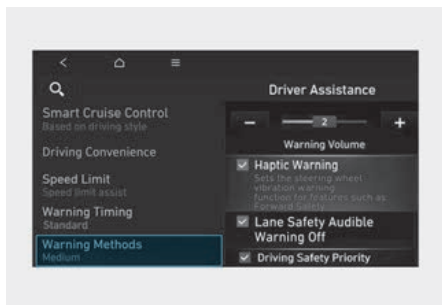 Driver Assistance
Smart Cruise Control
Based on driving style
Driving Convenience
Speed Limit
Speed limit assist
Warning Timing
Standard
Warning Methods
Medium
2
Warning Volume
Haptic Warning
Sets the steering wheel
vibration warning
function for features such as
Forward Safety
Lane Safety Audible
Warning Off
Driving Safety Priority